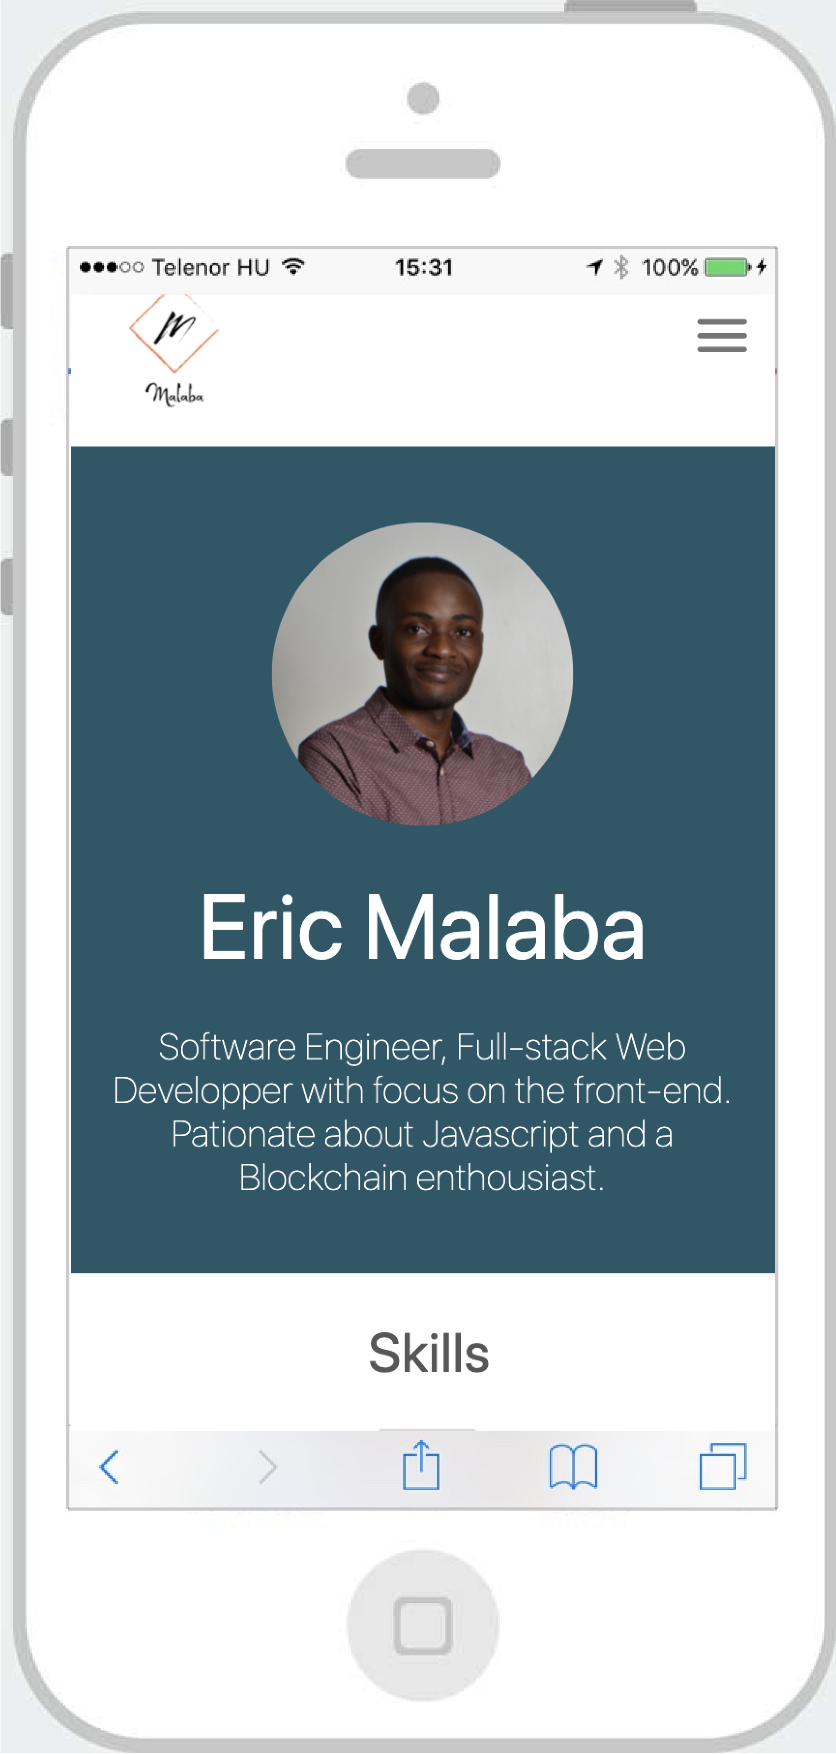 Telenor HU 15:31 100%
M
Malaba
Eric Malaba
Software Engineer, Full-stack Web
Developper with focus on the front-end.
Pationate about Javascript and a
Blockchain enthousiast.
Skills